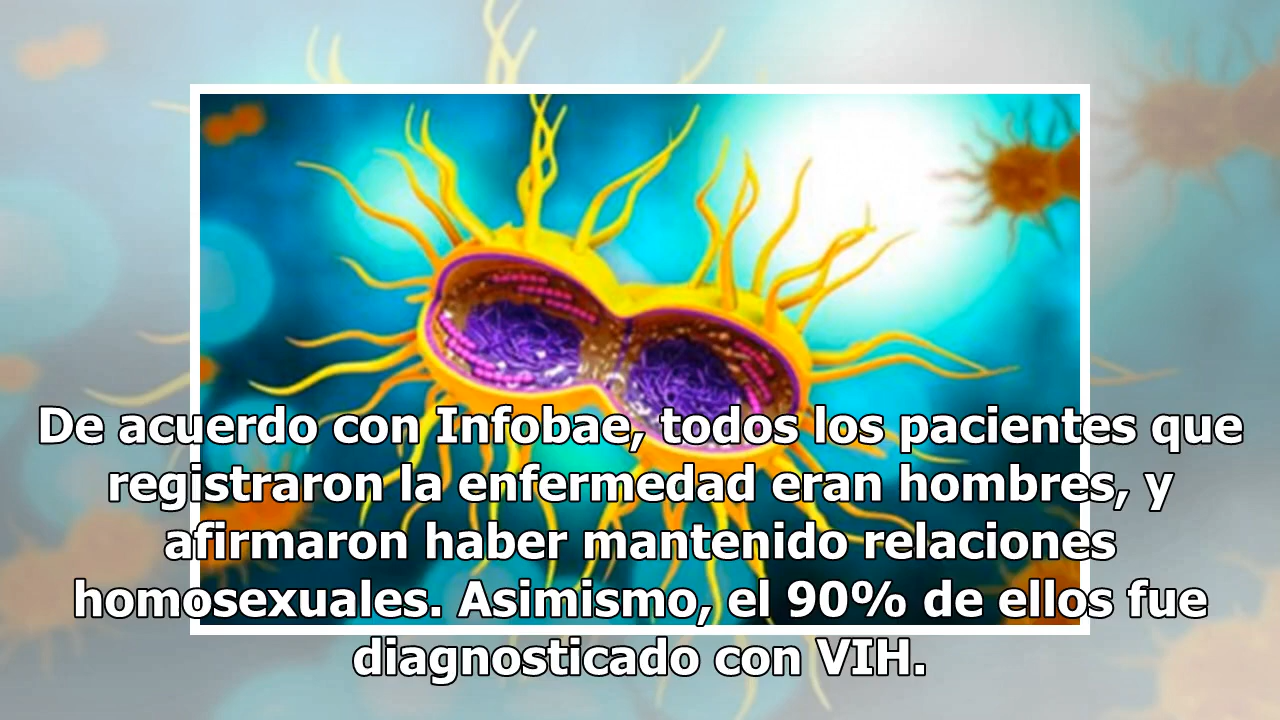 De acuerdo con Infobae, todos los pacientes que
registraron la enfermedad eran hombres, y
afirmaron haber mantenido relaciones
homosexuales. Asimismo, el 90% de ellos fue
diagnosticado con VIH.